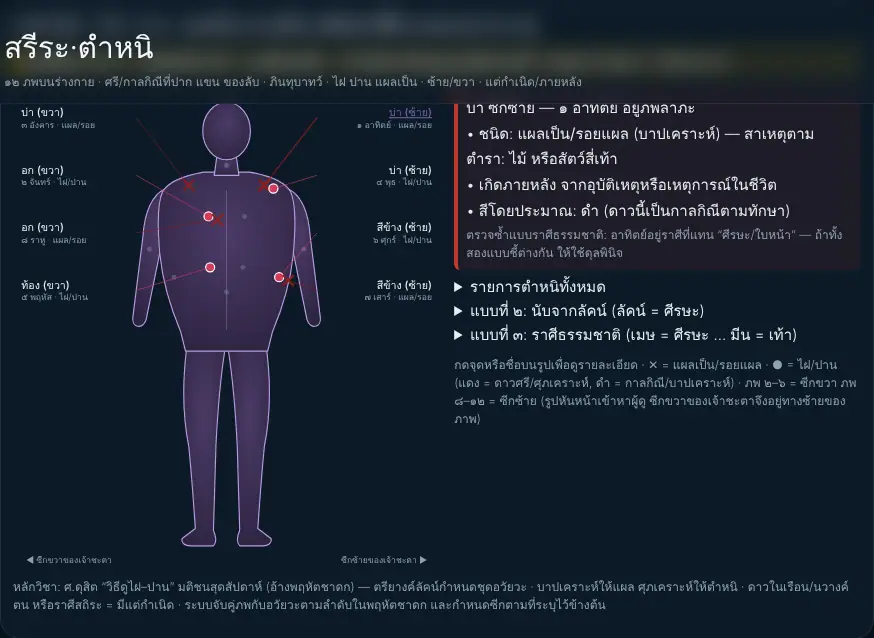 สรีระ·ตำหนิ
๑๒ ภพบนร่างกาย · ศรี/กาลกิณีที่ปาก แขน ของลับ · ภินทุบาทว์ · ไฝ ปาน แผลเป็น · ซ้าย/ขวา · แต่กำเนิด/ภายหลัง
บ่า (ขวา)
๓ อังคาร · แผล/รอย
อก (ขวา)
๒ จันทร์ · ไฝ/ปาน
อก (ขวา)
๘ ราหู · แผล/รอย
ท้อง (ขวา)
๕ พฤหัส · ไฝ/ปาน
บ่า (ซ้าย)
๑ อาทิตย์ · แผล/รอย
บ่า (ซ้าย)
๔ พุธ · ไฝ/ปาน
สีข้าง (ซ้าย)
๖ ศุกร์ · ไฝ/ปาน
สีข้าง (ซ้าย)
๗ เสาร์ · แผล/รอย
◀ ซีกขวาของเจ้าชะตา
ซีกซ้ายของเจ้าชะตา ▶
บ่า ซีกซ้าย — ๑ อาทิตย์ อยู่ภพลาภะ
• ชนิด: แผลเป็น/รอยแผล (บาปเคราะห์) — สาเหตุตาม
ตำรา: ไม้ หรือสัตว์สี่เท้า
• เกิดภายหลัง จากอุบัติเหตุหรือเหตุการณ์ในชีวิต
• สีโดยประมาณ: ดำ (ดาวนี้เป็นกาลกิณีตามทักษา)
ตรวจซ้ำแบบราศีธรรมชาติ: อาทิตย์อยู่ราศีที่แทน “ศีรษะ/ใบหน้า” — ถ้าทั้ง
สองแบบชี้ต่างกัน ให้ใช้ดุลพินิจ
▶ รายการตำหนิทั้งหมด
▶ แบบที่ ๒: นับจากลัคน์ (ลัคน์ = ศีรษะ)
▶ แบบที่ ๓: ราศีธรรมชาติ (เมษ = ศีรษะ … มีน = เท้า)
กดจุดหรือชื่อบนรูปเพื่อดูรายละเอียด · ✕ = แผลเป็น/รอยแผล · ● = ไฝ/ปาน
(แดง = ดาวศรี/ศุภเคราะห์, ดำ = กาลกิณี/บาปเคราะห์) · ภพ ๒–๖ = ซีกขวา ภพ
๘–๑๒ = ซีกซ้าย (รูปหันหน้าเข้าหาผู้ดู ซีกขวาของเจ้าชะตาจึงอยู่ทางซ้ายของ
ภาพ)
หลักวิชา: ศ.ดุสิต “วิธีดูไฝ–ปาน” มติชนสุดสัปดาห์ (อ้างพฤหัตชาดก) — ตรียางค์ลัคน์กำหนดชุดอวัยวะ · บาปเคราะห์ให้แผล ศุภเคราะห์ให้ตำหนิ · ดาวในเรือน/นวางค์
ตน หรือราศีสถิระ = มีแต่กำเนิด · ระบบจับคู่ภพกับอวัยวะตามลำดับในพฤหัตชาดก และกำหนดซีกตามที่ระบุไว้ข้างต้น